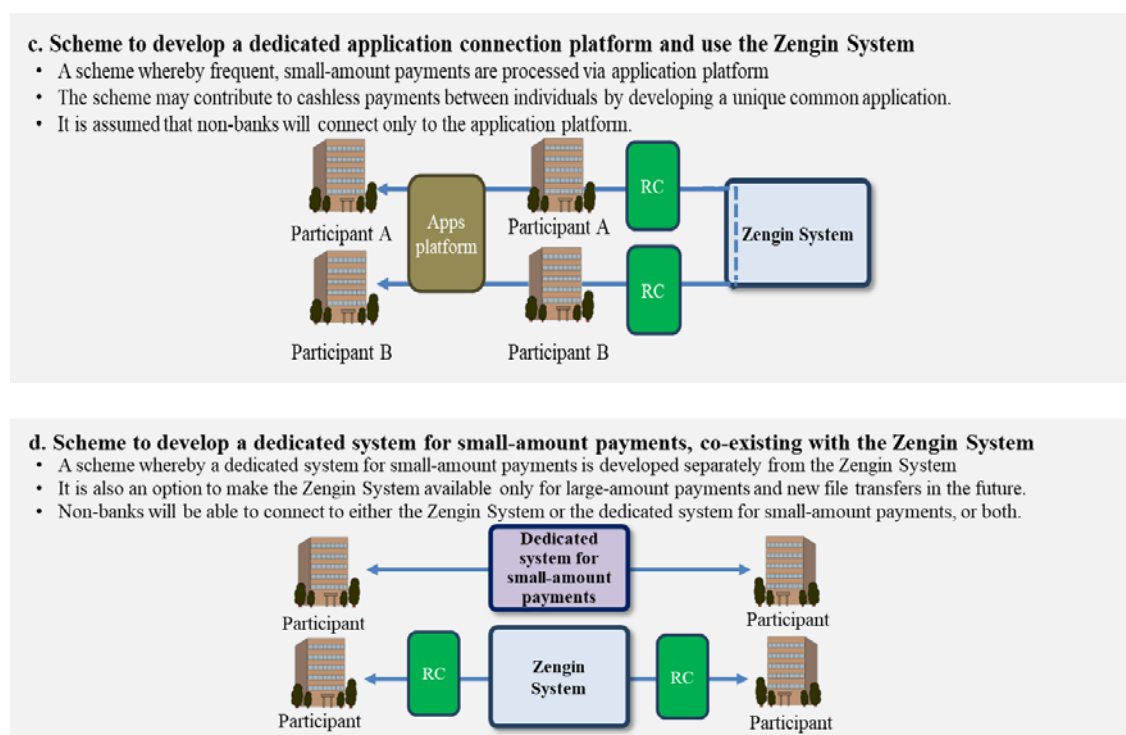 c. Scheme to develop a dedicated application connection platform and use the Zengin System
• A scheme whereby frequent, small-amount payments are processed via application platform
• The scheme may contribute to cashless payments between individuals by developing a unique common application.
• It is assumed that non-banks will connect only to the application platform.
Participant A
Apps
platform
Participant A
RC
Zengin System
Participant B
Participant B
RC
d. Scheme to develop a dedicated system for small-amount payments, co-existing with the Zengin System
• A scheme whereby a dedicated system for small-amount payments is developed separately from the Zengin System
• It is also an option to make the Zengin System available only for large-amount payments and new file transfers in the future.
• Non-banks will be able to connect to either the Zengin System or the dedicated system for small-amount payments, or both.
Participant
Dedicated
system for
small-amount
payments
Participant
Participant
RC
Zengin
System
RC
Participant